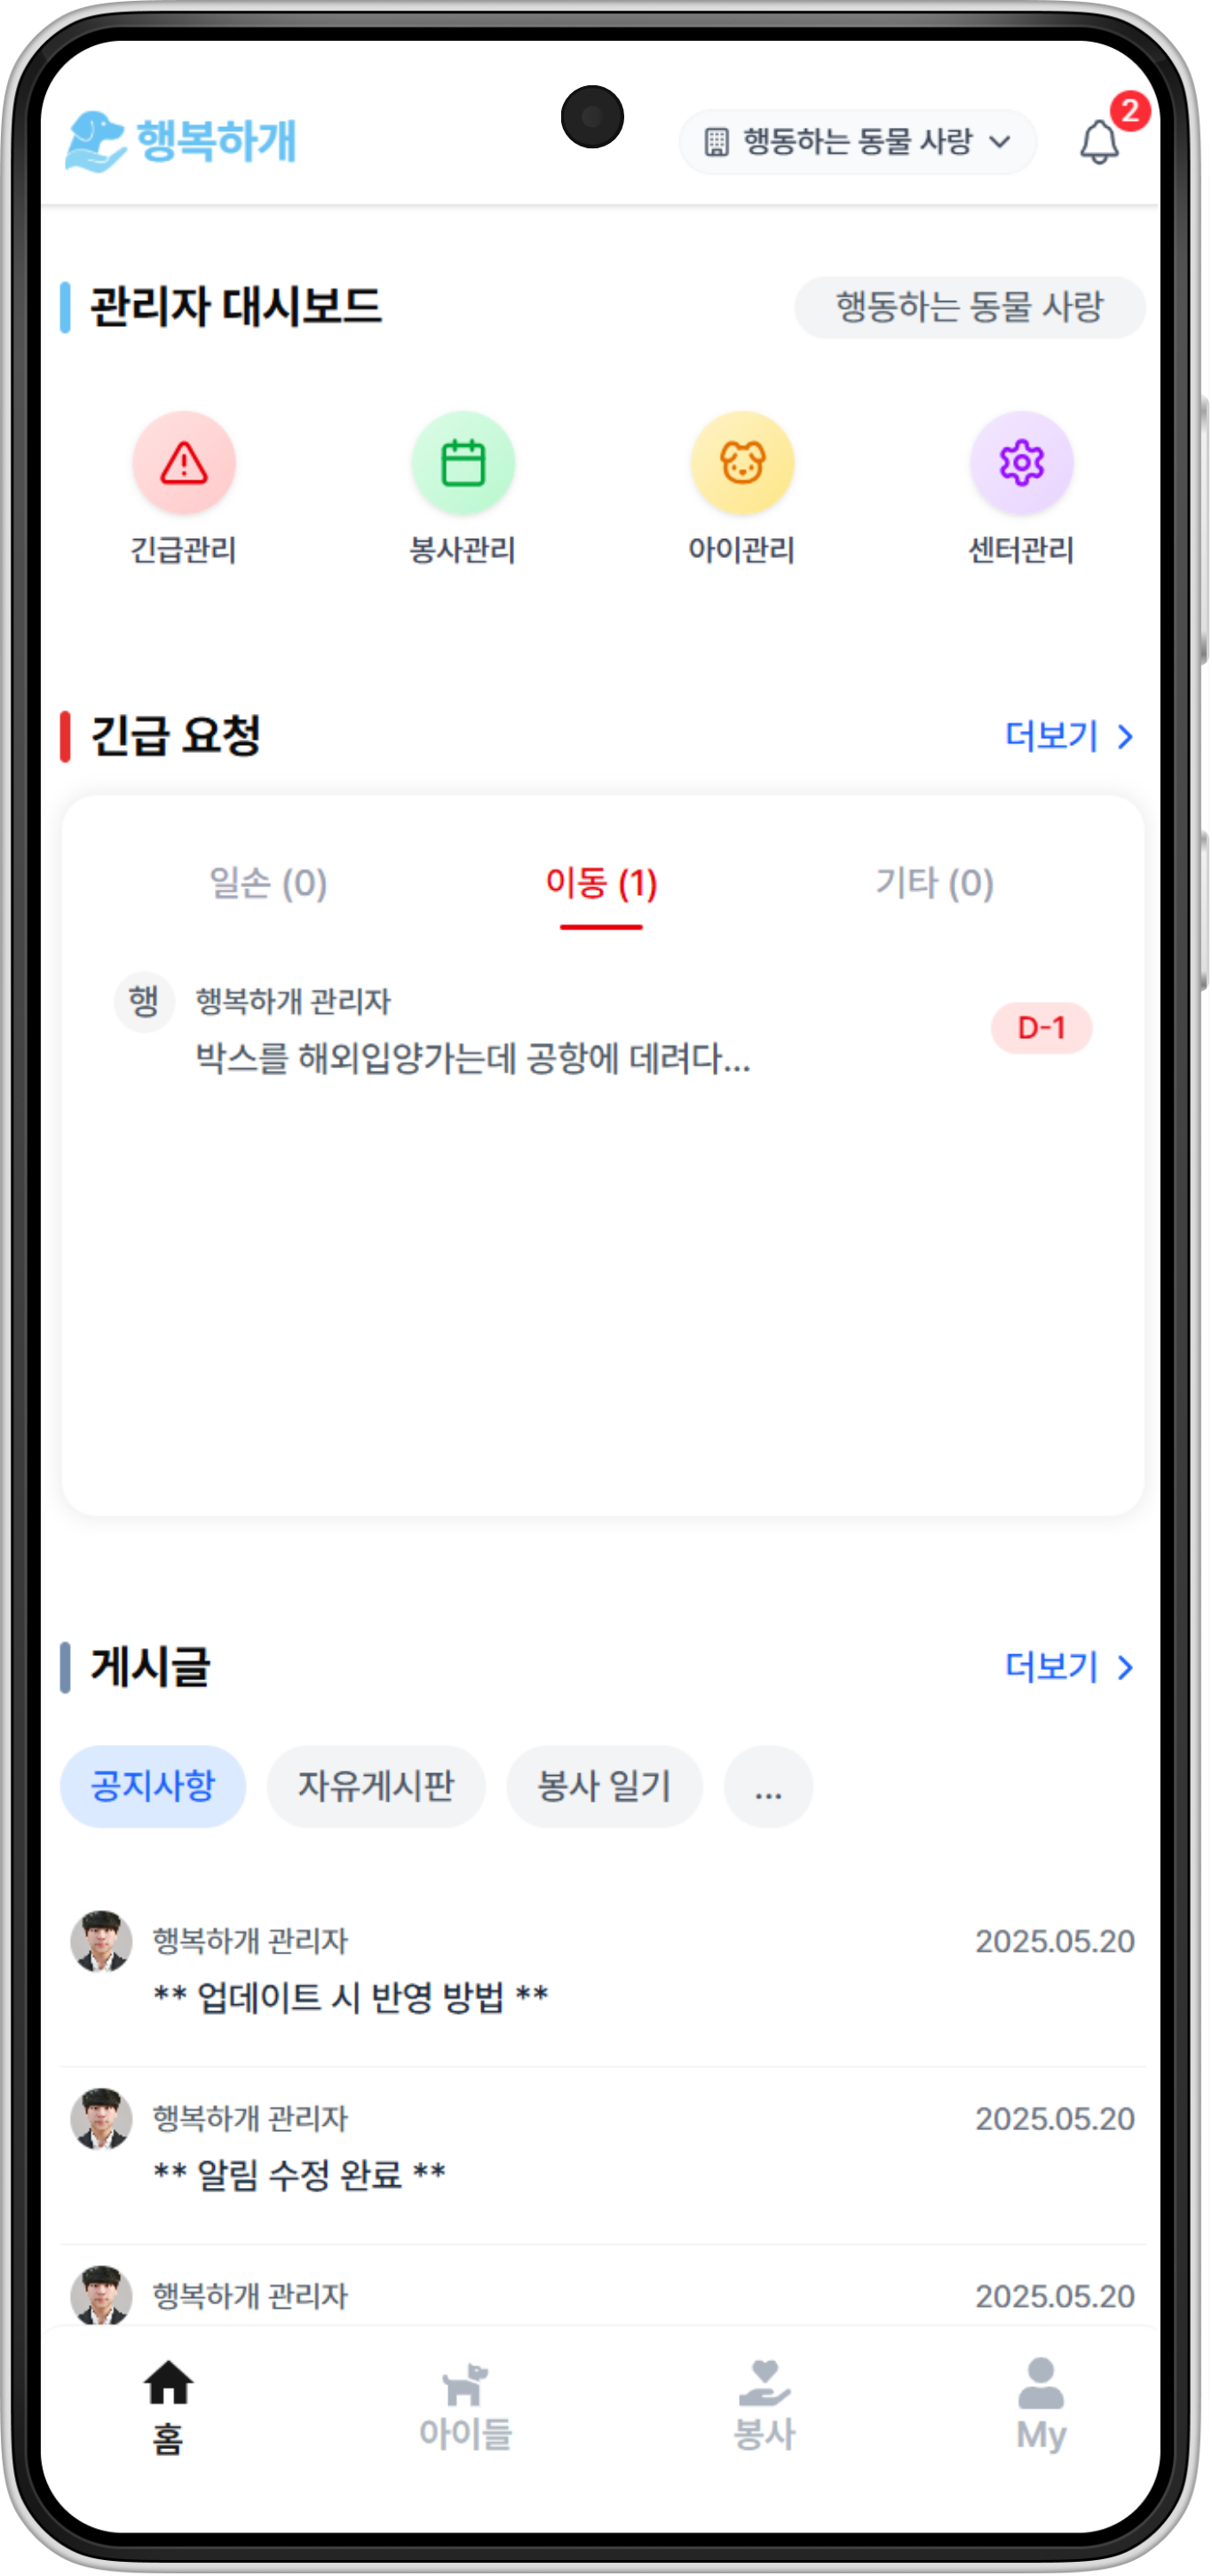 행복하개
행동하는 동물 사랑
2
관리자 대시보드
행동하는 동물 사랑
긴급관리
봉사관리
아이관리
센터관리
긴급 요청
더보기
일손 (0)
이동 (1)
기타 (0)
행
행복하개 관리자
박스를 해외입양가는데 공항에 데려다...
D-1
게시글
더보기
공지사항
자유게시판
봉사 일기
...
행복하개 관리자
2025.05.20
** 업데이트 시 반영 방법 **
행복하개 관리자
2025.05.20
** 알림 수정 완료 **
행복하개 관리자
2025.05.20
홈
아이들
봉사
My